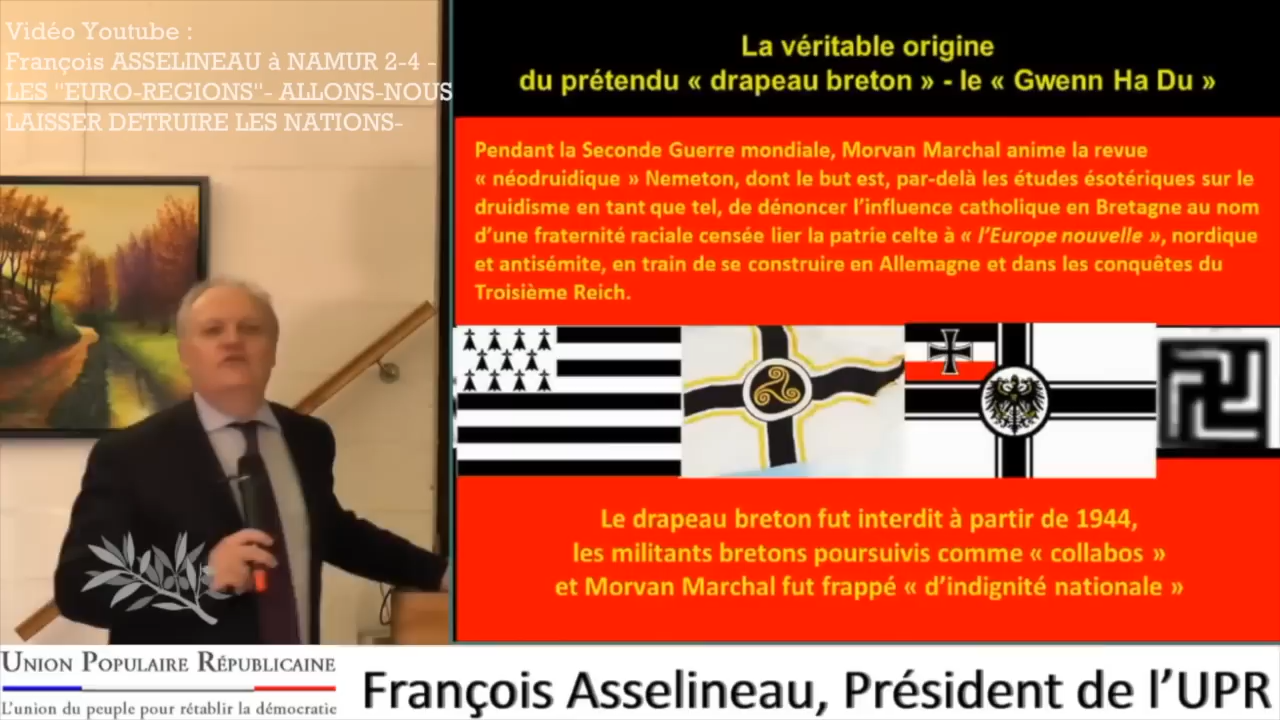 Vidéo Youtube :
François ASSELINEAU à NAMUR 2-4 -
LES "EURO-REGIONS"- ALLONS-NOUS
LAISSER DETRUIRE LES NATIONS-
La véritable origine
du prétendu « drapeau breton » - le « Gwenn Ha Du »
Pendant la Seconde Guerre mondiale, Morvan Marchal anime la revue
« néodruidique » Nemeton, dont le but est, par-delà les études ésotériques sur le
druidisme en tant que tel, de dénoncer l’influence catholique en Bretagne au nom
d’une fraternité raciale censée lier la patrie celte à « l’Europe nouvelle », nordique
et antisémite, en train de se construire en Allemagne et dans les conquêtes du
Troisième Reich.
Le drapeau breton fut interdit à partir de 1944,
les militants bretons poursuivis comme « collabos »
et Morvan Marchal fut frappé « d’indignité nationale »
UNION POPULAIRE RÉPUBLICAINE
L’union du peuple pour rétablir la démocratie
François Asselineau, Président de l’UPR